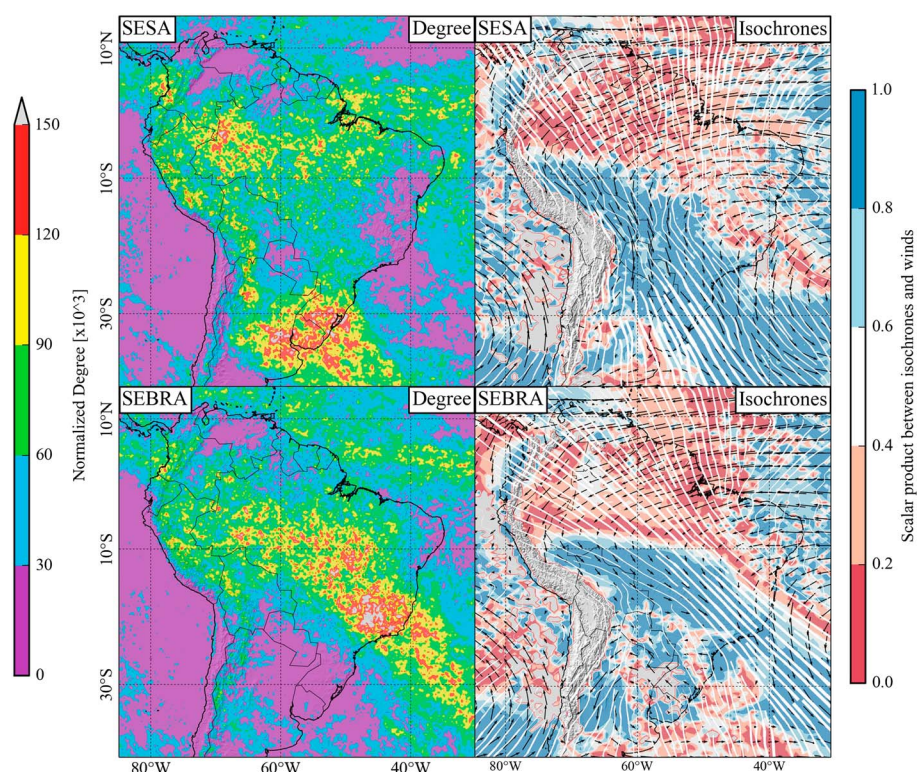 SESA
Degree
SESA
Isochrones
10°N
10°S
30°S
SEBRA
Degree
SEBRA
Isochrones
10°N
10°S
30°S
80°W
60°W
40°W
80°W
60°W
40°W
150
120
90
60
30
0
Normalized Degree [x10^3]
1.0
0.8
0.6
0.4
0.2
0.0
Scalar product between isochrones and winds